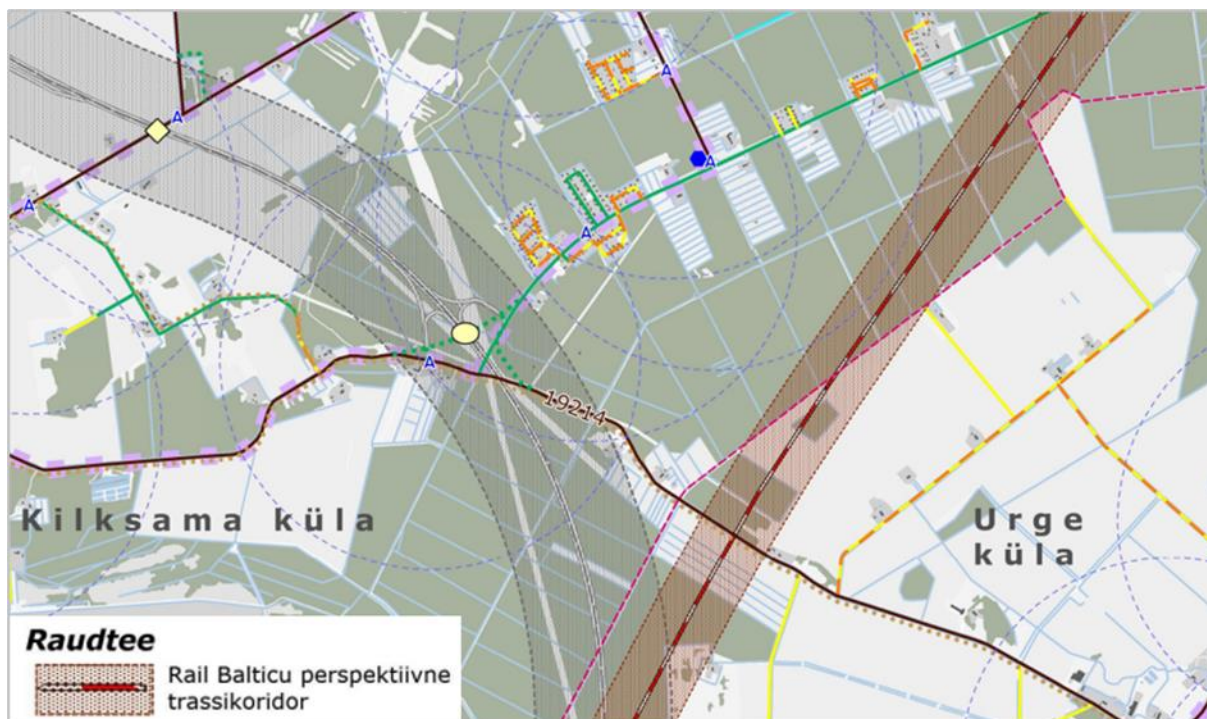 A
A
A
A
A
A
19214
Kilksama küla
Urge
küla
Raudtee
Rail Balticu perspektiivne
trassikoridor